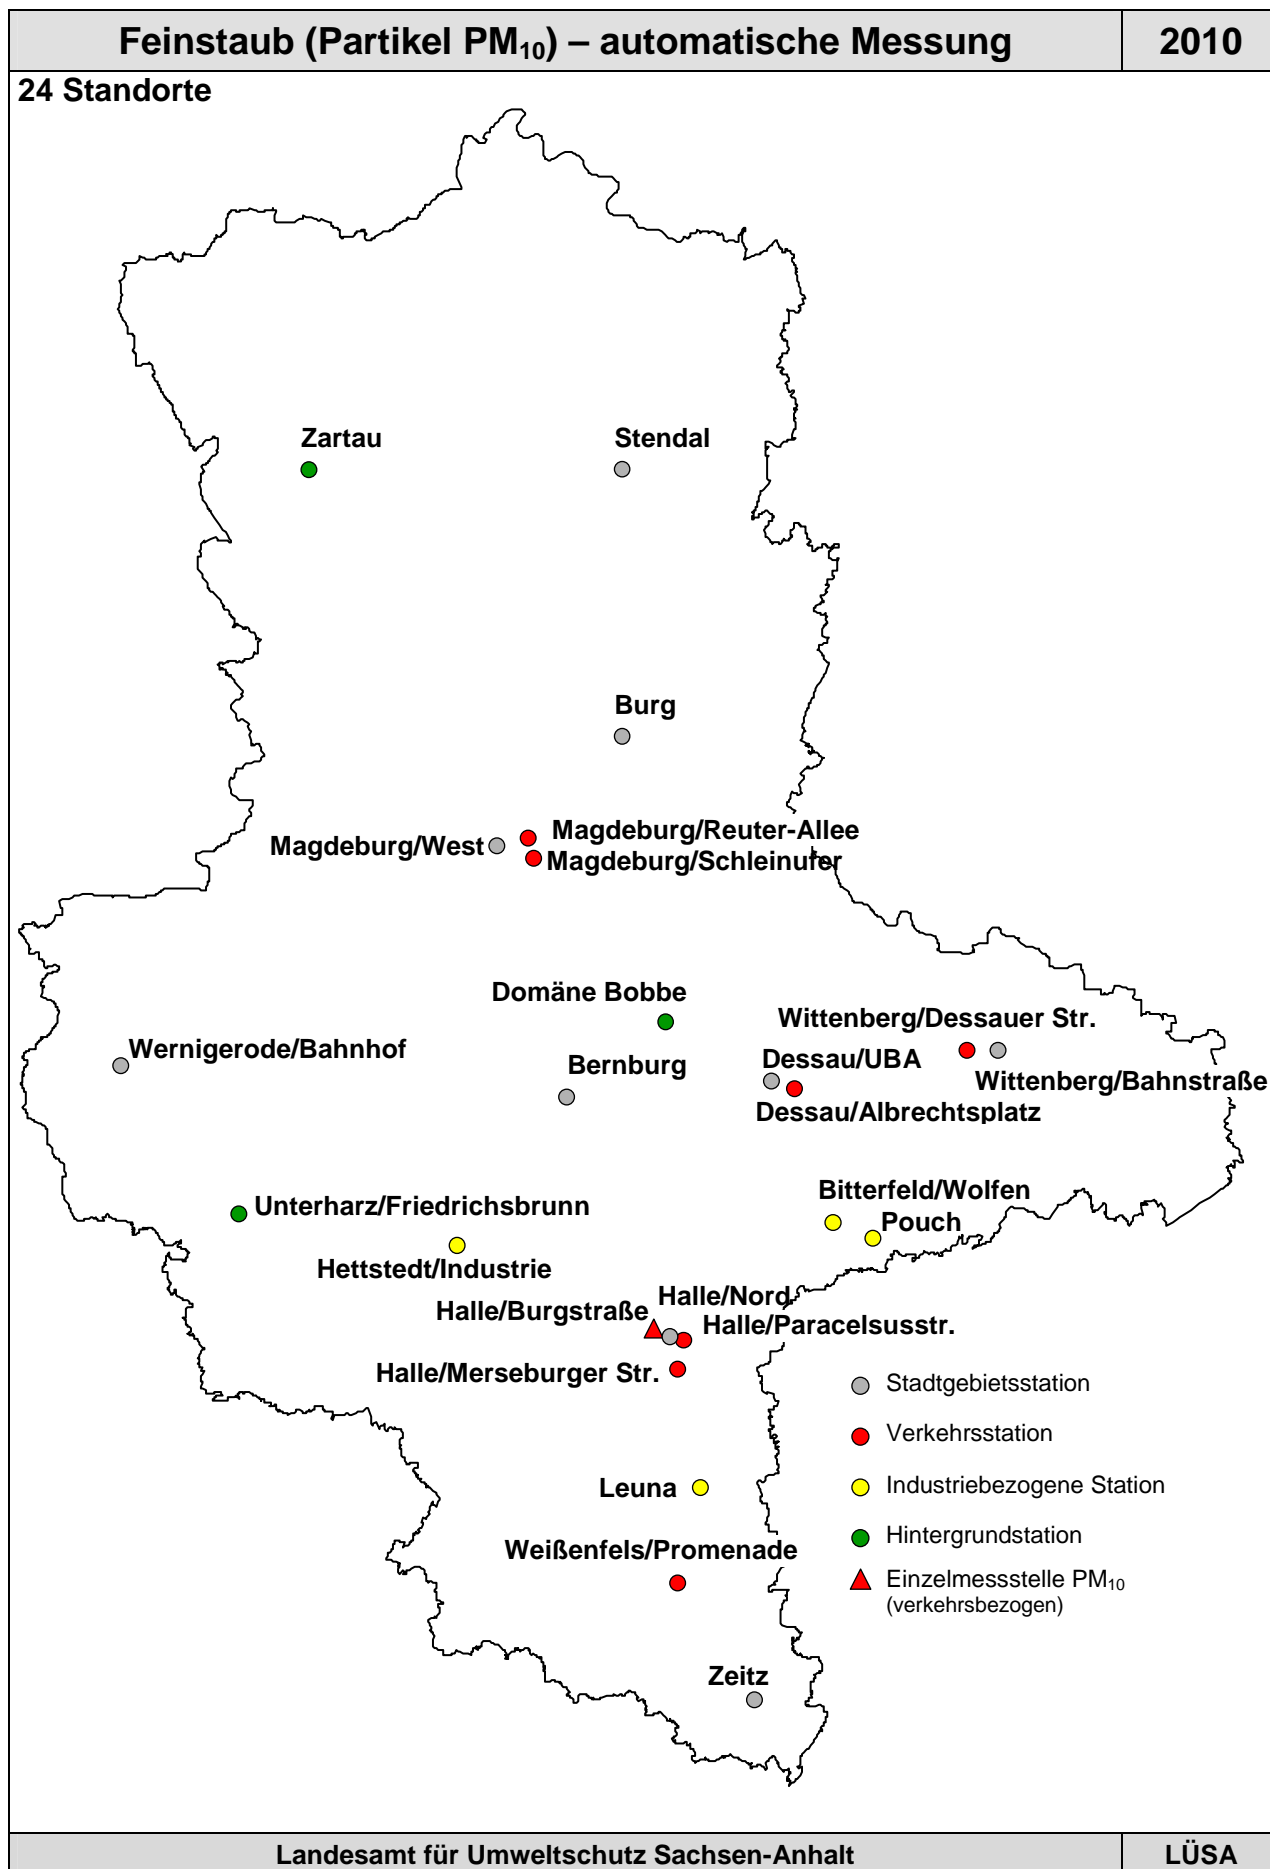 Feinstaub (Partikel PM₁₀) – automatische Messung
2010
24 Standorte
Zartau
Stendal
Burg
Magdeburg/Reuter-Allee
Magdeburg/West
Magdeburg/Schleinufer
Domäne Bobbe
Wittenberg/Dessauer Str.
Wernigerode/Bahnhof
Bernburg
Dessau/UBA
Wittenberg/Bahnstraße
Dessau/Albrechtsplatz
Bitterfeld/Wolfen
Unterharz/Friedrichsbrunn
Pouch
Hettstedt/Industrie
Halle/Nord
Halle/Burgstraße
Halle/Paracelsusstr.
Halle/Merseburger Str.
Stadtgebietsstation
Verkehrsstation
Leuna
Industriebezogene Station
Weißenfels/Promenade
Hintergrundstation
Einzelmessstelle PM₁₀
(verkehrsbezogen)
Zeitz
Landesamt für Umweltschutz Sachsen-Anhalt
LÜSA